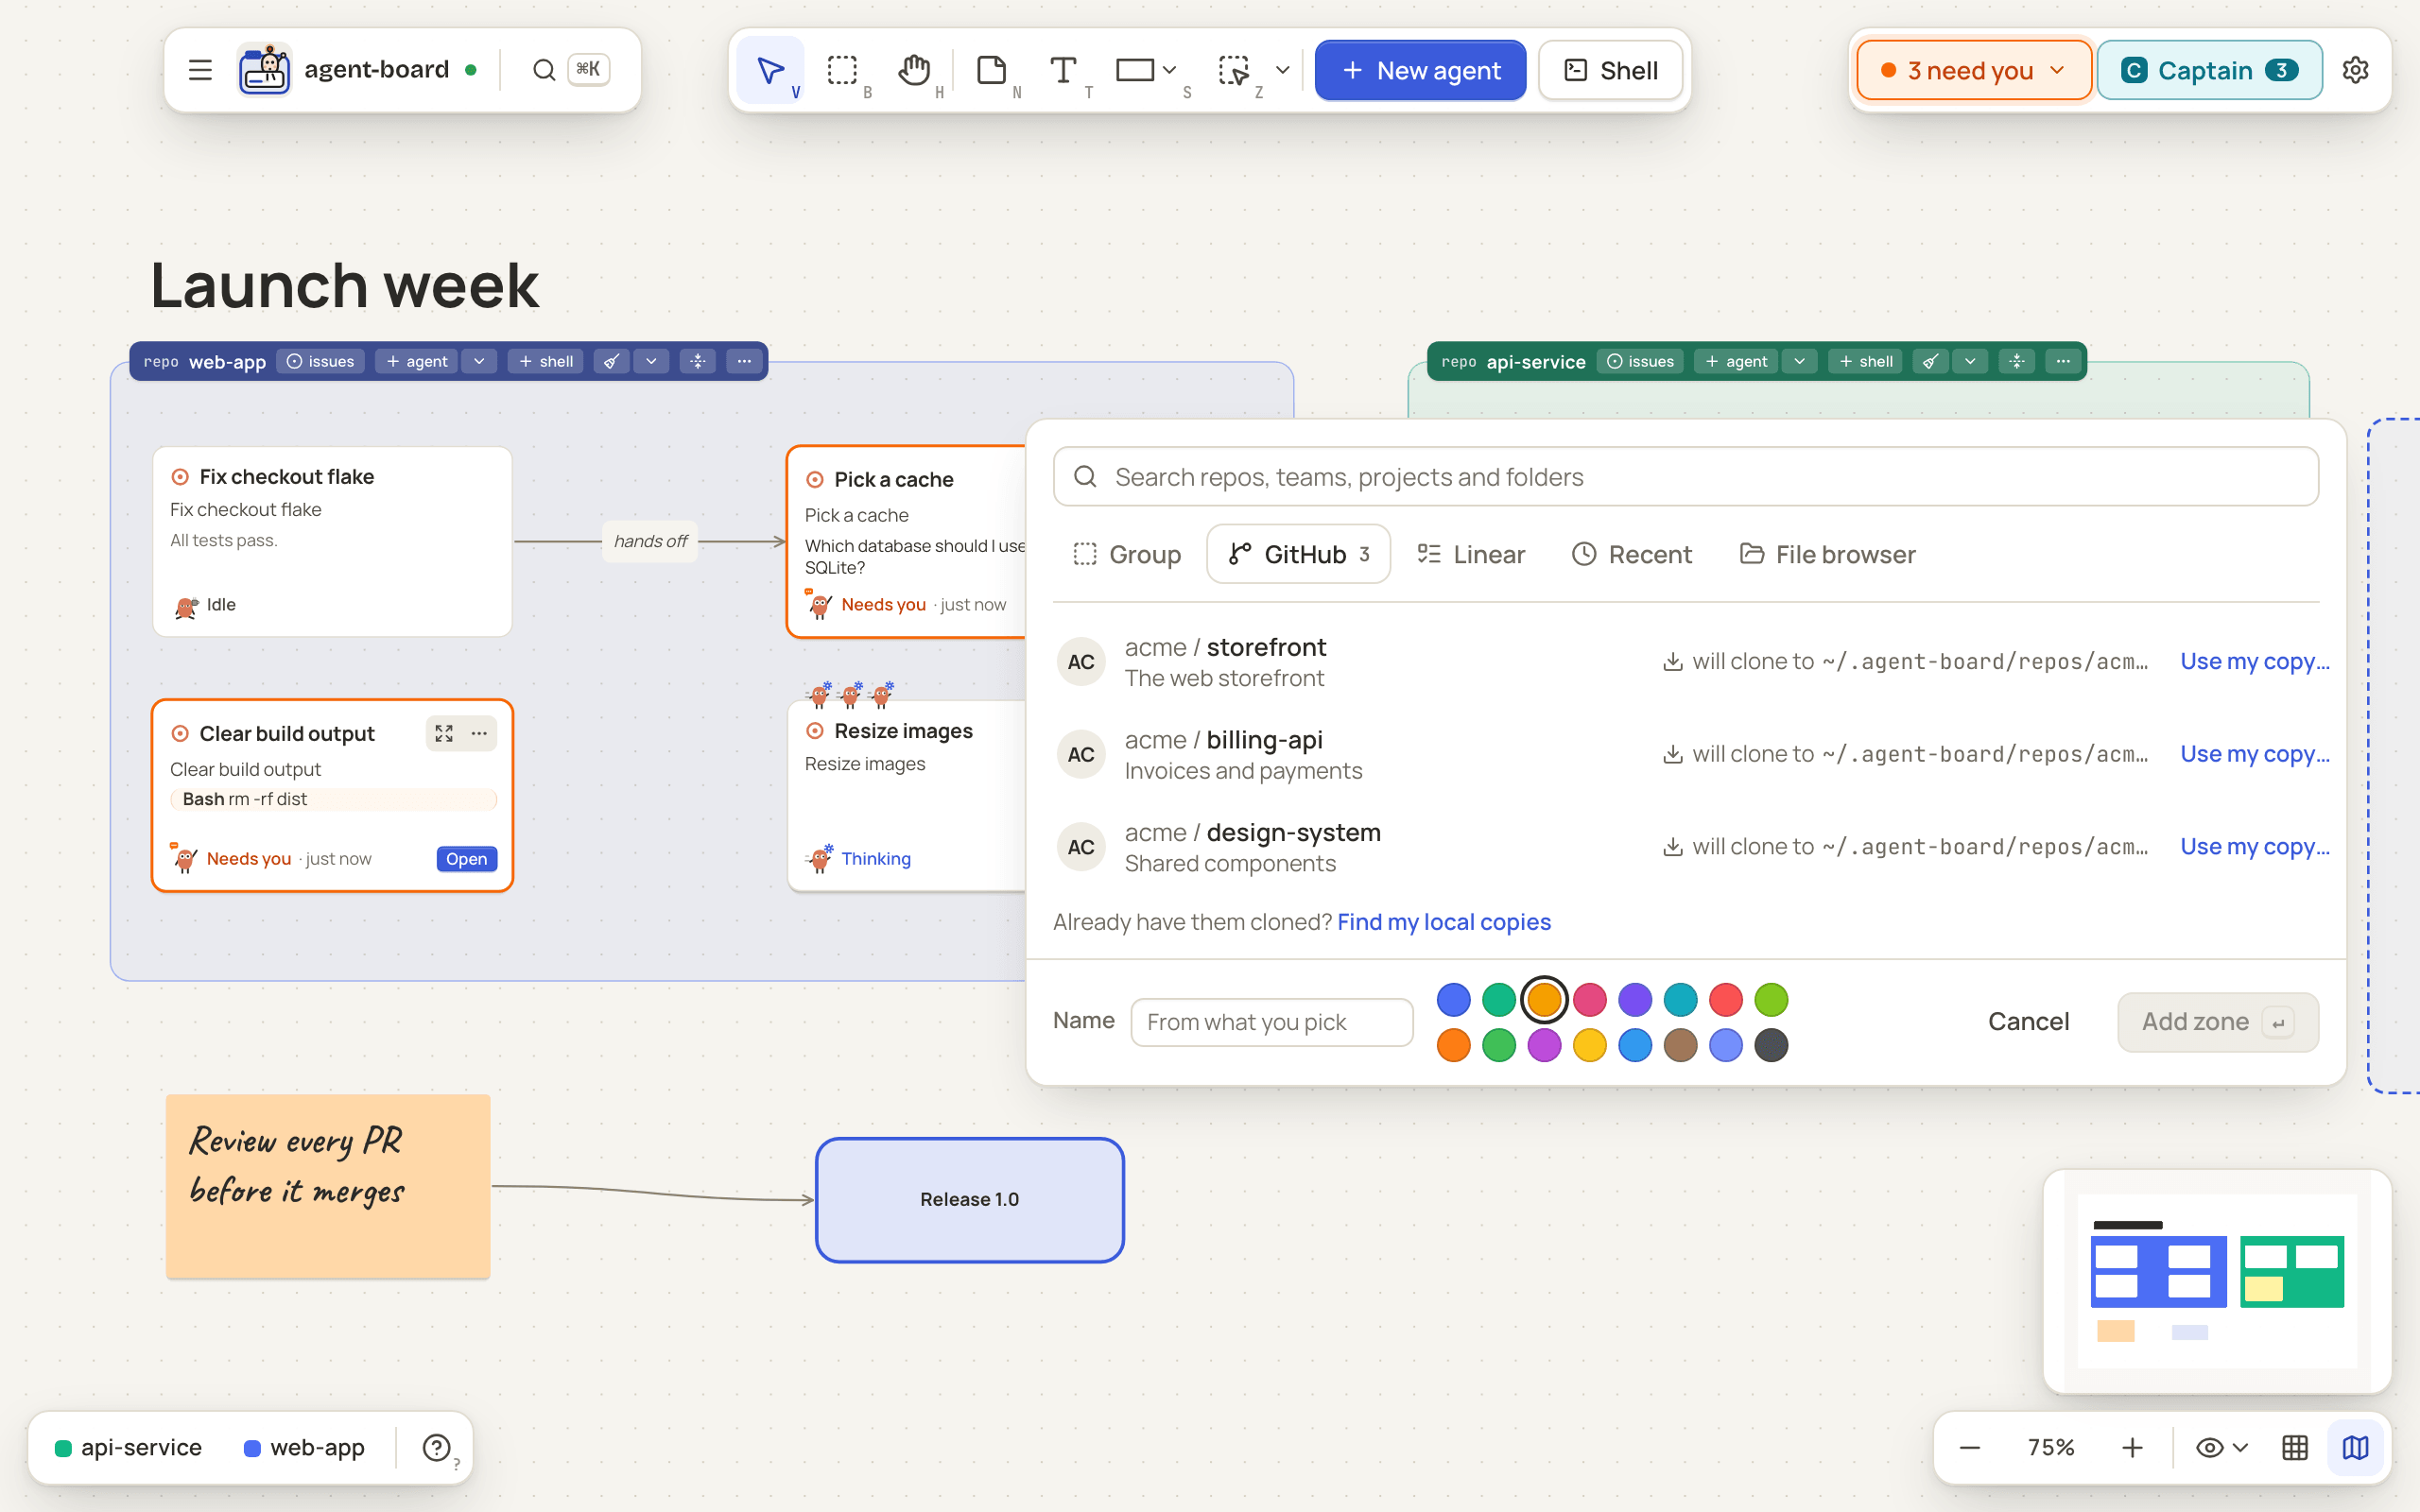 agent-board
⌘K
V
B
H
N
T
S
Z
New agent
Shell
3 need you
C Captain 3
Launch week
repo web-app issues agent shell
repo api-service issues agent shell
Fix checkout flake
Fix checkout flake
All tests pass.
Idle
hands off
Pick a cache
Pick a cache
Which database should I use
SQLite?
Needs you · just now
Clear build output
Clear build output
Bash rm -rf dist
Needs you · just now
Open
Resize images
Resize images
Thinking
Search repos, teams, projects and folders
Group
GitHub 3
Linear
Recent
File browser
AC
acme / storefront
The web storefront
will clone to ~/.agent-board/repos/acm…
Use my copy…
AC
acme / billing-api
Invoices and payments
will clone to ~/.agent-board/repos/acm…
Use my copy…
AC
acme / design-system
Shared components
will clone to ~/.agent-board/repos/acm…
Use my copy…
Already have them cloned? Find my local copies
Name
From what you pick
Cancel
Add zone ↵
Review every PR
before it merges
Release 1.0
api-service
web-app
?
75%